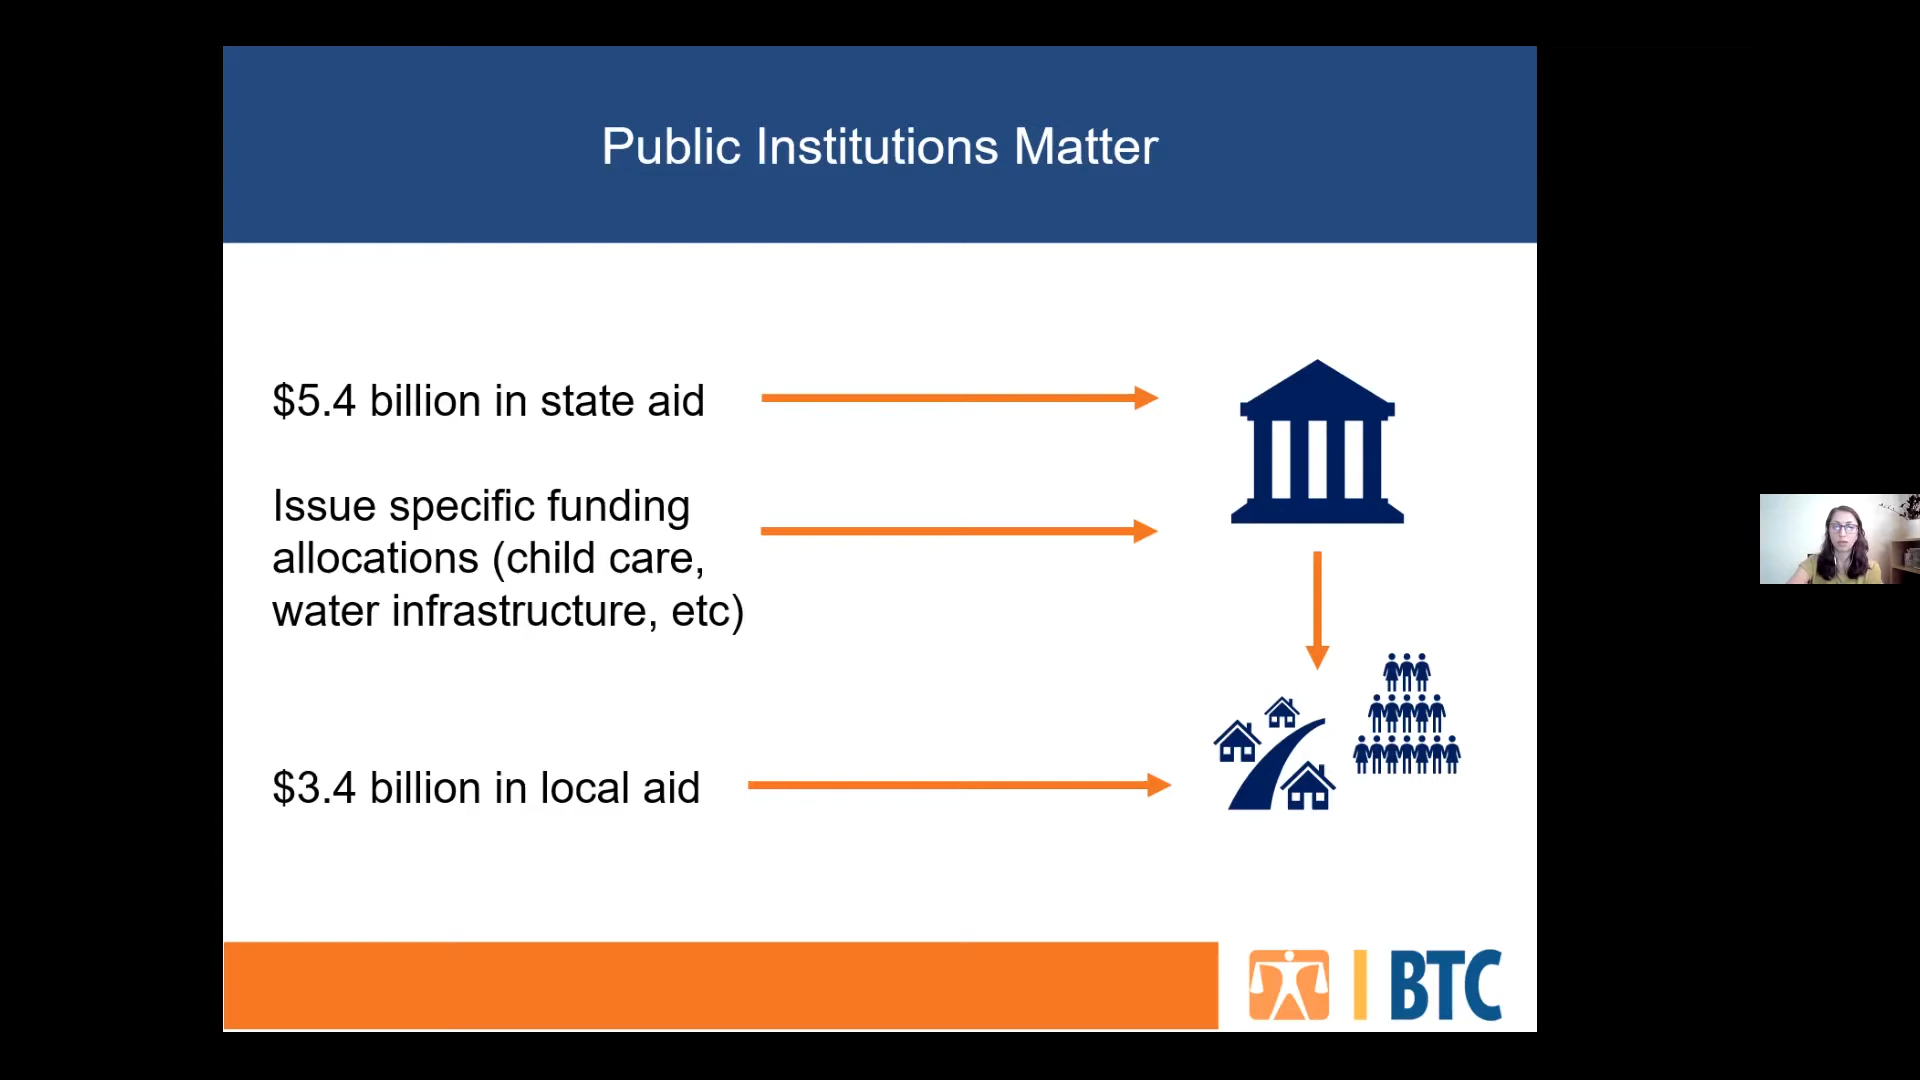 Public Institutions Matter
$5.4 billion in state aid
Issue specific funding
allocations (child care,
water infrastructure, etc)
$3.4 billion in local aid
BTC